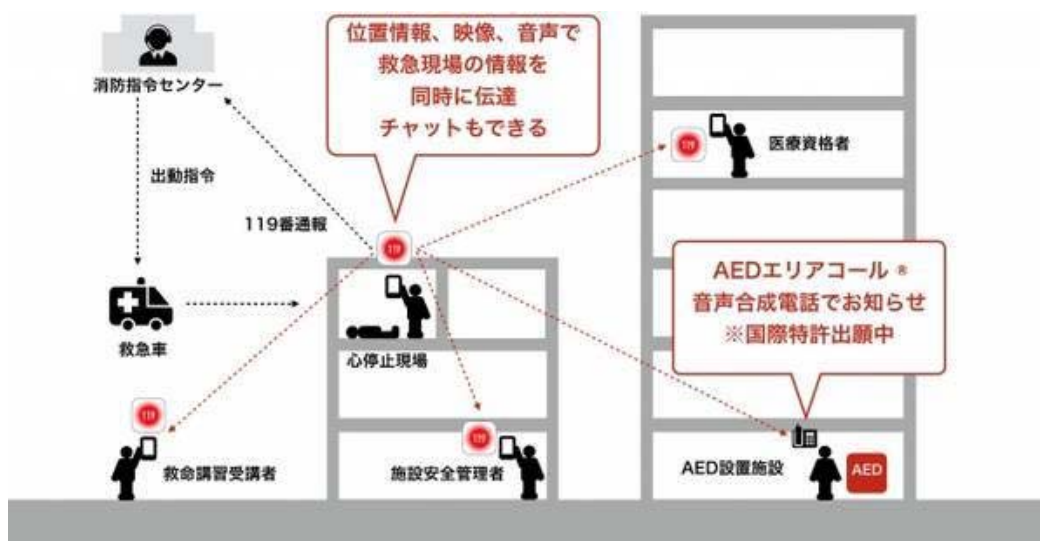 消防指令センター
位置情報、映像、音声で
救急現場の情報を
同時に伝達
チャットもできる
119
医療資格者
出動指令
119番通報
119
AEDエリアコール ®
音声合成電話でお知らせ
※国際特許出願中
救急車
心停止現場
119
救命講習受講者
119
施設安全管理者
AED設置施設
AED